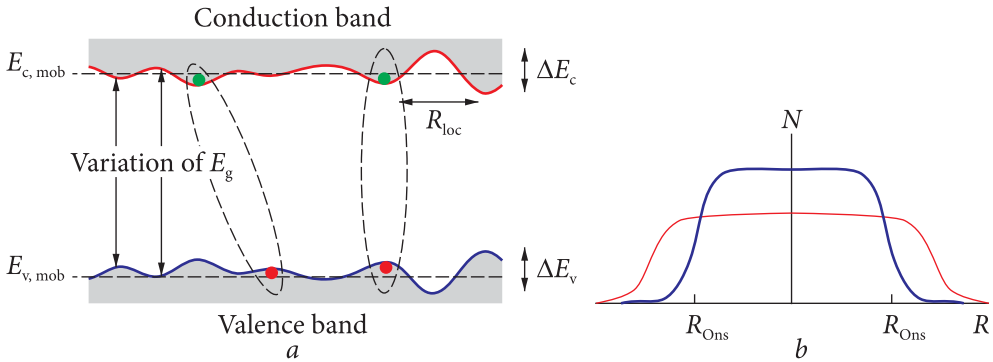 Conduction band
E_c, mob
ΔE_c
R_loc
Variation of E_g
E_v, mob
ΔE_v
Valence band
a
N
R_Ons
R_Ons
R
b